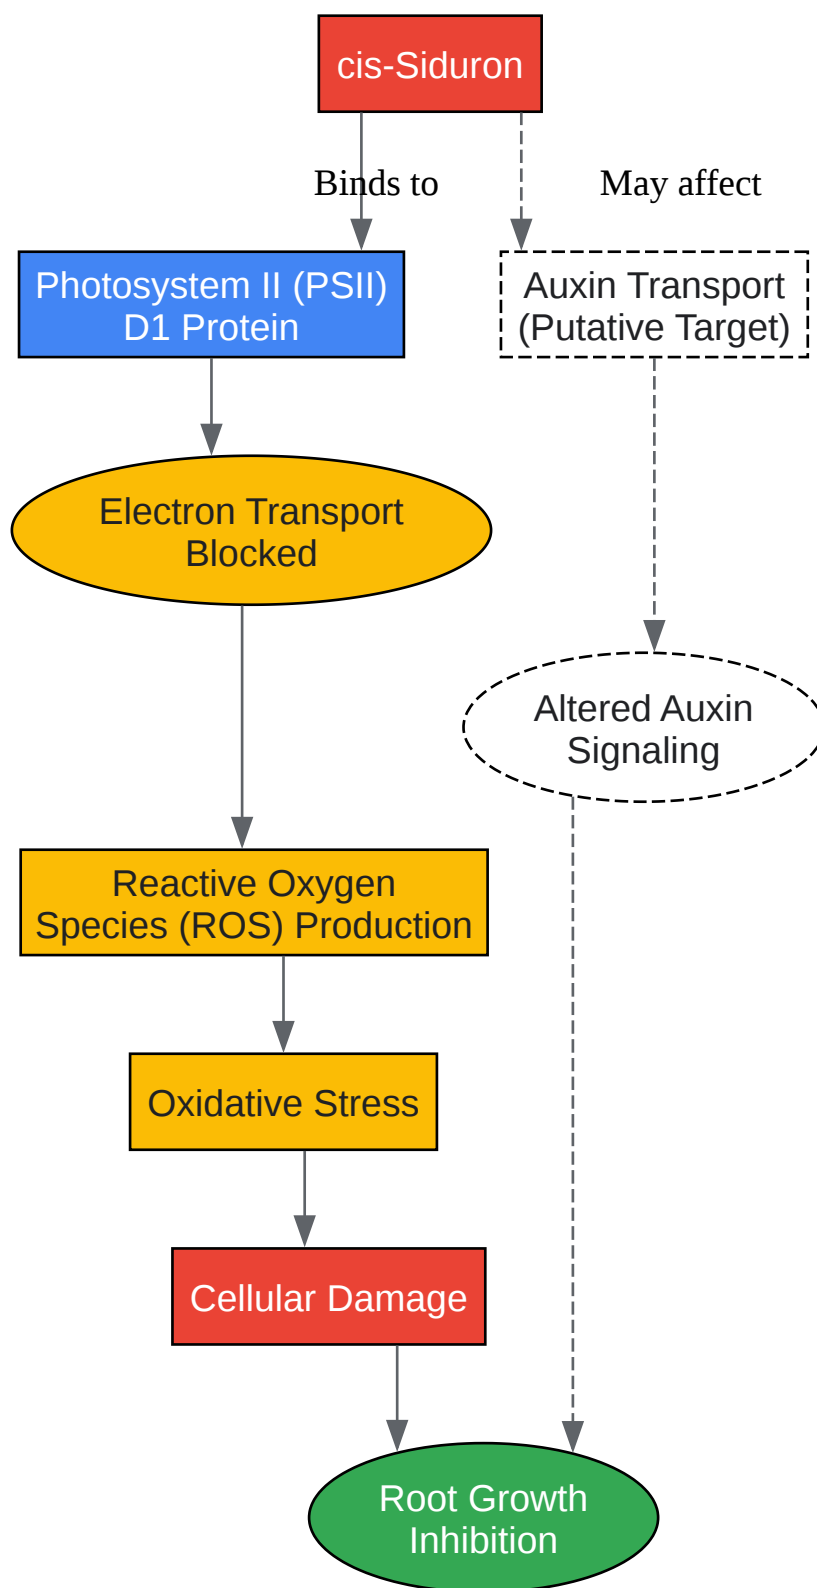 cis-Siduron
Binds to
May affect
Photosystem II (PSII)
D1 Protein
Auxin Transport
(Putative Target)
Electron Transport
Blocked
Altered Auxin
Signaling
Reactive Oxygen
Species (ROS) Production
Oxidative Stress
Cellular Damage
Root Growth
Inhibition